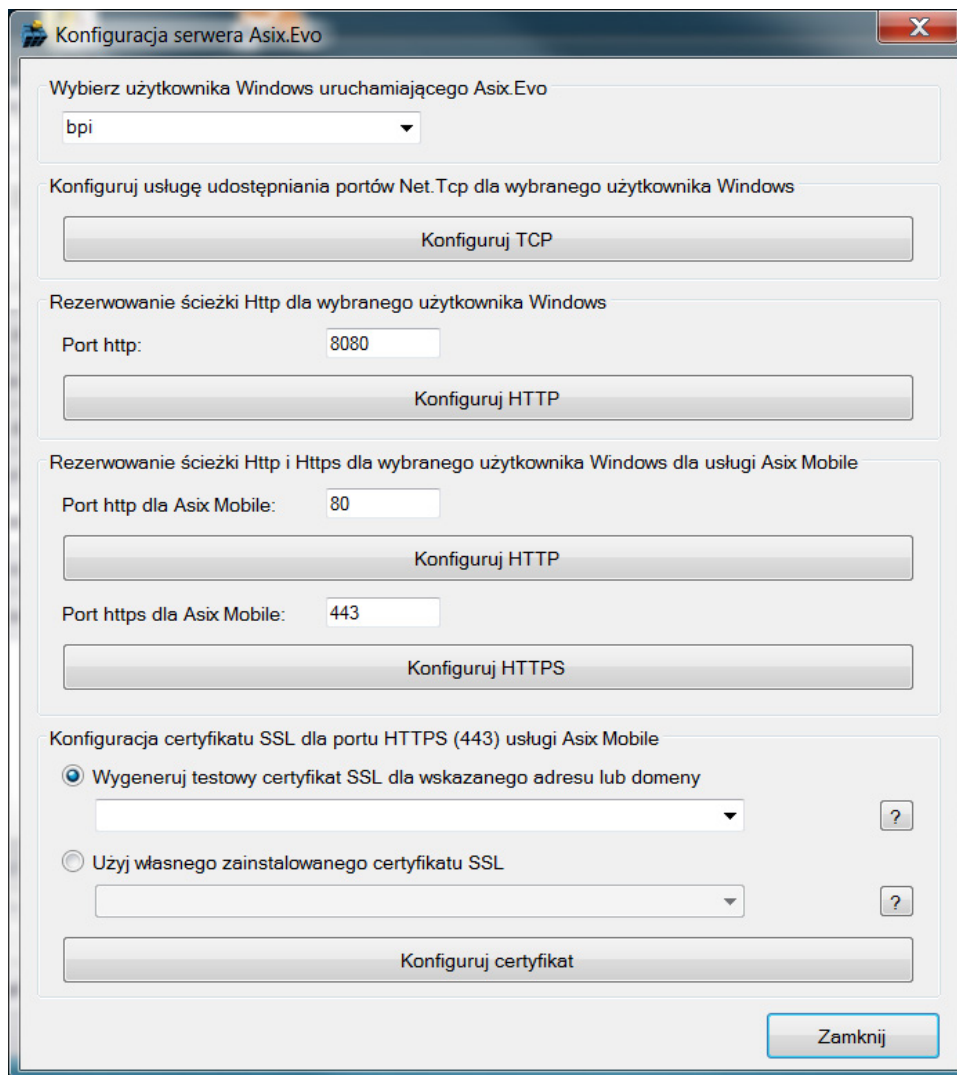 Konfiguracja serwera Asix.Evo
Wybierz użytkownika Windows uruchamiającego Asix.Evo
bpi
Konfiguruj usługę udostępniania portów Net.Tcp dla wybranego użytkownika Windows
Konfiguruj TCP
Rezerwowanie ścieżki Http dla wybranego użytkownika Windows
Port http: 8080
Konfiguruj HTTP
Rezerwowanie ścieżki Http i Https dla wybranego użytkownika Windows dla usługi Asix Mobile
Port http dla Asix Mobile: 80
Konfiguruj HTTP
Port https dla Asix Mobile: 443
Konfiguruj HTTPS
Konfiguracja certyfikatu SSL dla portu HTTPS (443) usługi Asix Mobile
Wygeneruj testowy certyfikat SSL dla wskazanego adresu lub domeny
?
Użyj własnego zainstalowanego certyfikatu SSL
?
Konfiguruj certyfikat
Zamknij